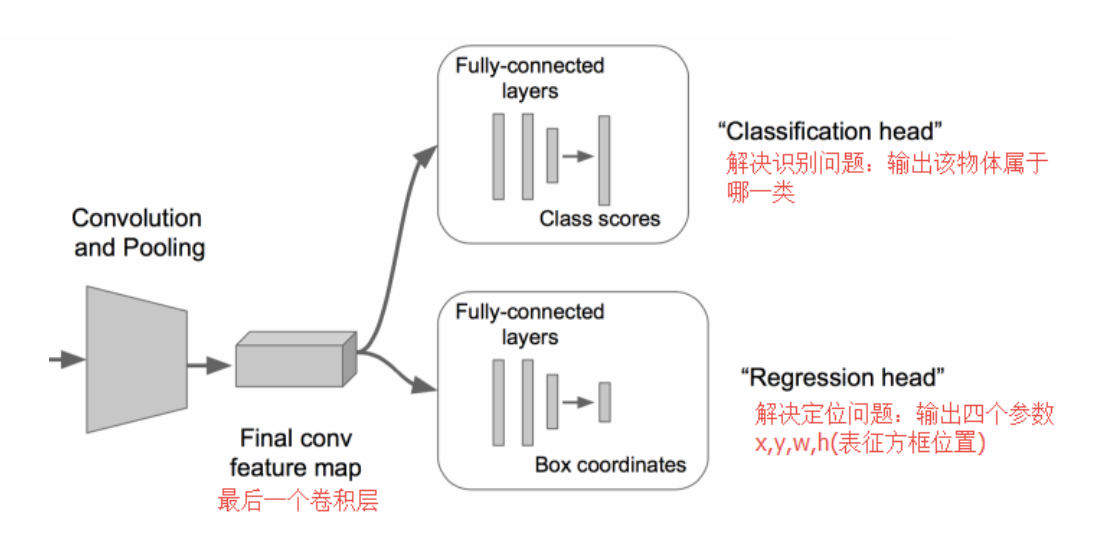 Fully-connected
layers
Class scores
“Classification head”
解决识别问题：输出该物体属于
哪一类
Convolution
and Pooling
Final conv
feature map
最后一个卷积层
Fully-connected
layers
Box coordinates
“Regression head”
解决定位问题：输出四个参数
x,y,w,h(表征方框位置)